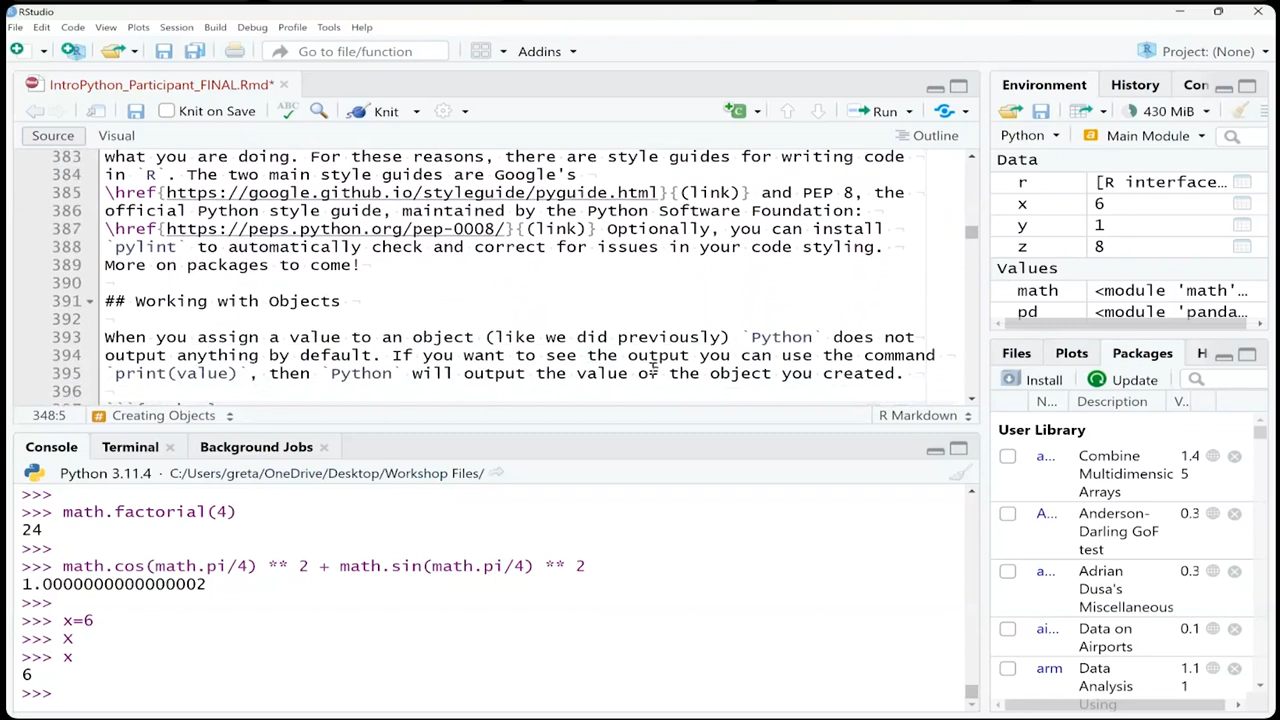 RStudio
File Edit Code View Plots Session Build Debug Profile Tools Help
Go to file/function Addins Project: (None)
IntroPython_Participant_FINAL.Rmd*
Knit on Save ABC Knit Run
Source Visual Outline
383 what you are doing. For these reasons, there are style guides for writing code
384 in `R`. The two main style guides are Google's
385 \href{https://google.github.io/styleguide/pyguide.html}{(link)} and PEP 8, the
386 official Python style guide, maintained by the Python Software Foundation:
387 \href{https://peps.python.org/pep-0008/}{(link)} Optionally, you can install
388 `pylint` to automatically check and correct for issues in your code styling.
389 More on packages to come!
390
391 ## Working with Objects
392
393 When you assign a value to an object (like we did previously) `Python` does not
394 output anything by default. If you want to see the output you can use the command
395 `print(value)`, then `Python` will output the value of the object you created.
396
348:5 # Creating Objects R Markdown
Console Terminal Background Jobs
Python 3.11.4 · C:/Users/greta/OneDrive/Desktop/Workshop Files/
>>>
>>> math.factorial(4)
24
>>>
>>> math.cos(math.pi/4) ** 2 + math.sin(math.pi/4) ** 2
1.0000000000000002
>>>
>>> x=6
>>> x
>>> x
6
>>>
Environment History Con
430 MiB
Python Main Module
Data
r [R interface…
x 6
y 1
z 8
Values
math <module 'math'…
pd <module 'panda…
Files Plots Packages H
Install Update
N... Description V..
User Library
a... Combine Multidimensic Arrays 1.4 5
A... Anderson-Darling GoF test 0.3
a... Adrian Dusa's Miscellaneous 0.3
ai... Data on Airports 0.1
arm Data Analysis Using 1.1 1